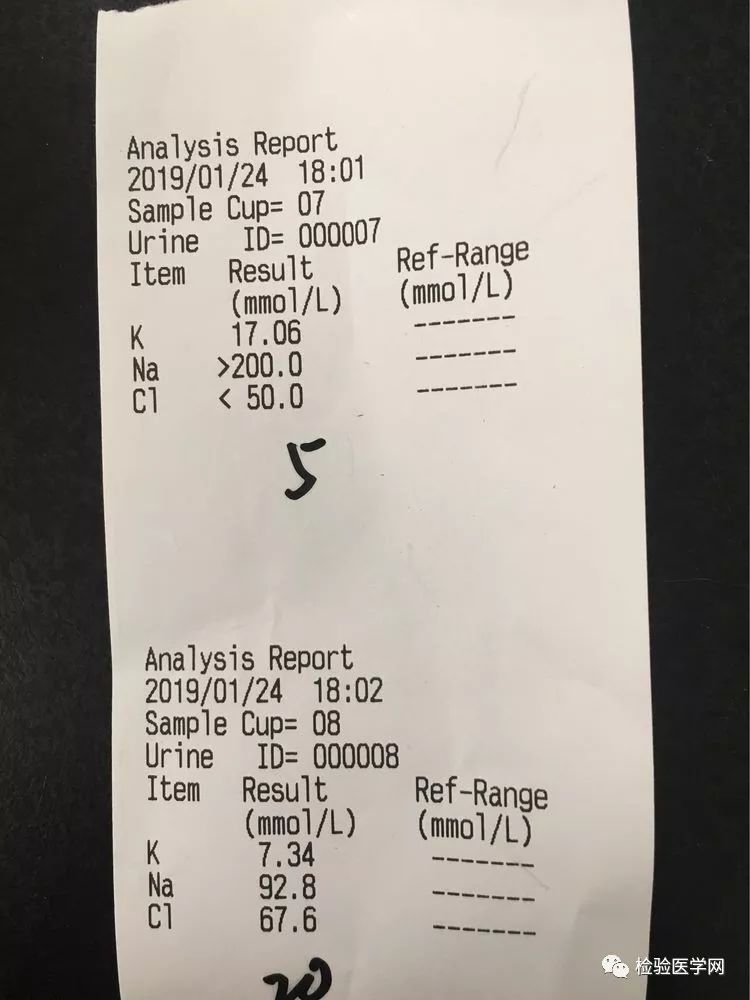 Analysis Report
2019/01/24 18:01
Sample Cup= 07
Urine ID= 000007
Item Result Ref-Range
(mmol/L) (mmol/L)
K 17.06 -------
Na >200.0 -------
Cl < 50.0 -------
5
Analysis Report
2019/01/24 18:02
Sample Cup= 08
Urine ID= 000008
Item Result Ref-Range
(mmol/L) (mmol/L)
K 7.34 -------
Na 92.8 -------
Cl 67.6 -------
检验医学网